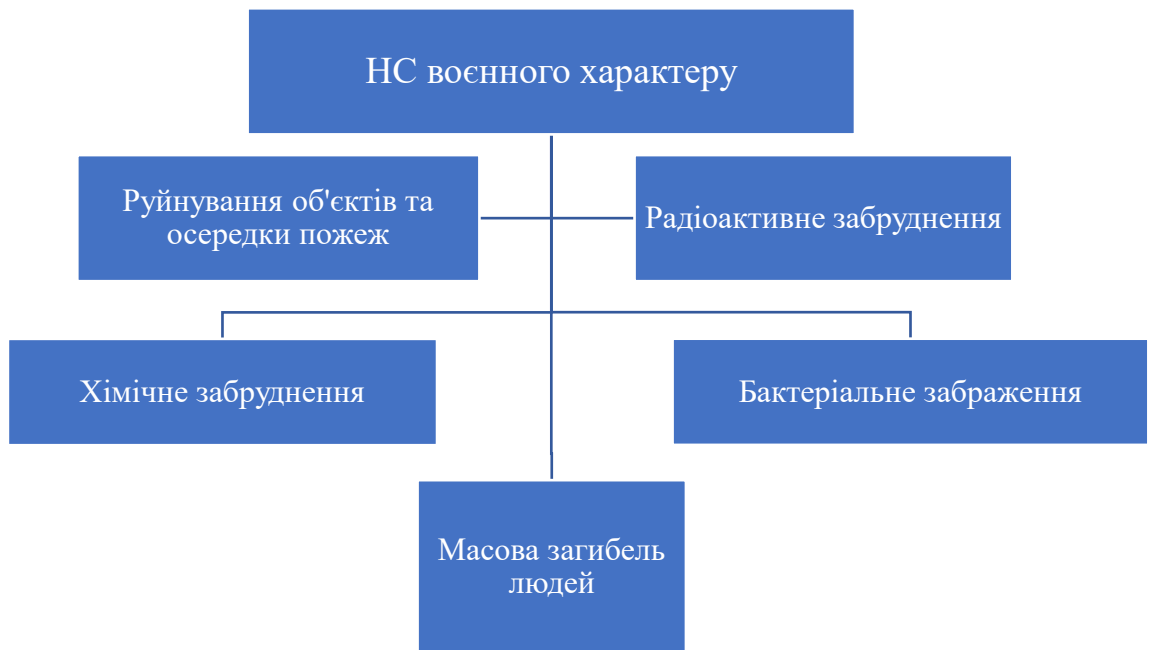 НС воєнного характеру
Руйнування об'єктів та
осередки пожеж
Радіоактивне забруднення
Хімічне забруднення
Бактеріальне забраження
Масова загибель
людей